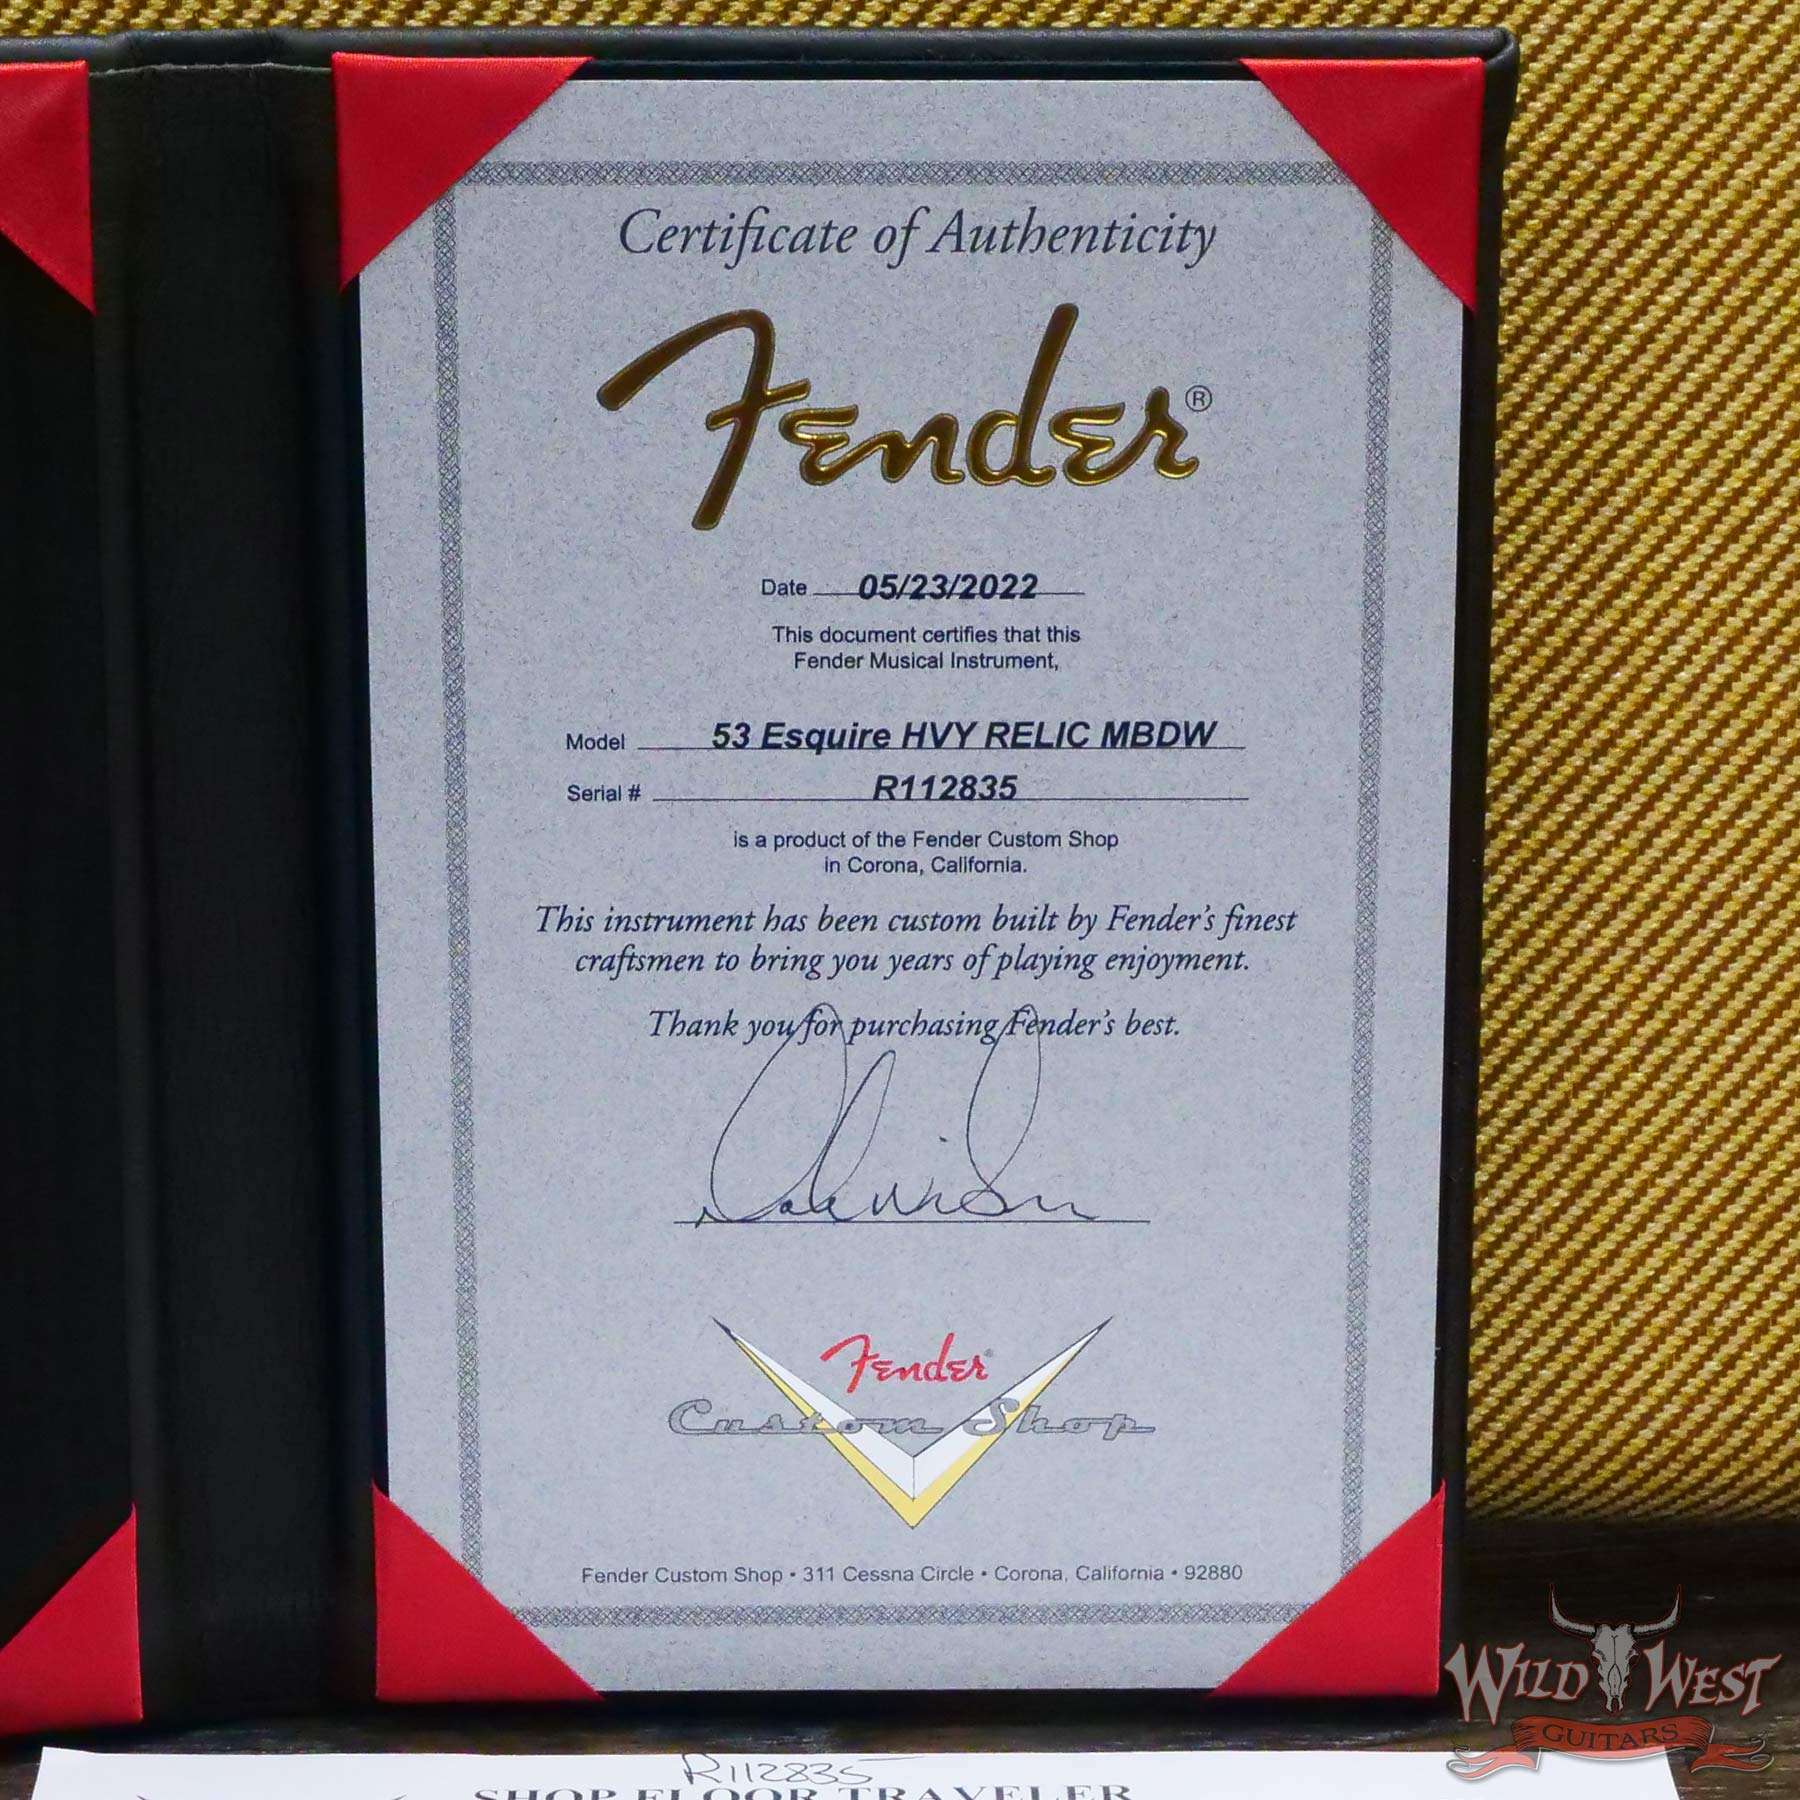 Certificate of Authenticity
Fender®
Date 05/23/2022
This document certifies that this
Fender Musical Instrument,
Model 53 Esquire HVY RELIC MBDW
Serial # R112835
is a product of the Fender Custom Shop
in Corona, California.
This instrument has been custom built by Fender's finest
craftsmen to bring you years of playing enjoyment.
Thank you for purchasing Fender's best.
Fender®
Custom Shop
Fender Custom Shop • 311 Cessna Circle • Corona, California • 92880
WILD WEST
GUITARS
R112835
SHOP FLOOR TRAVELER